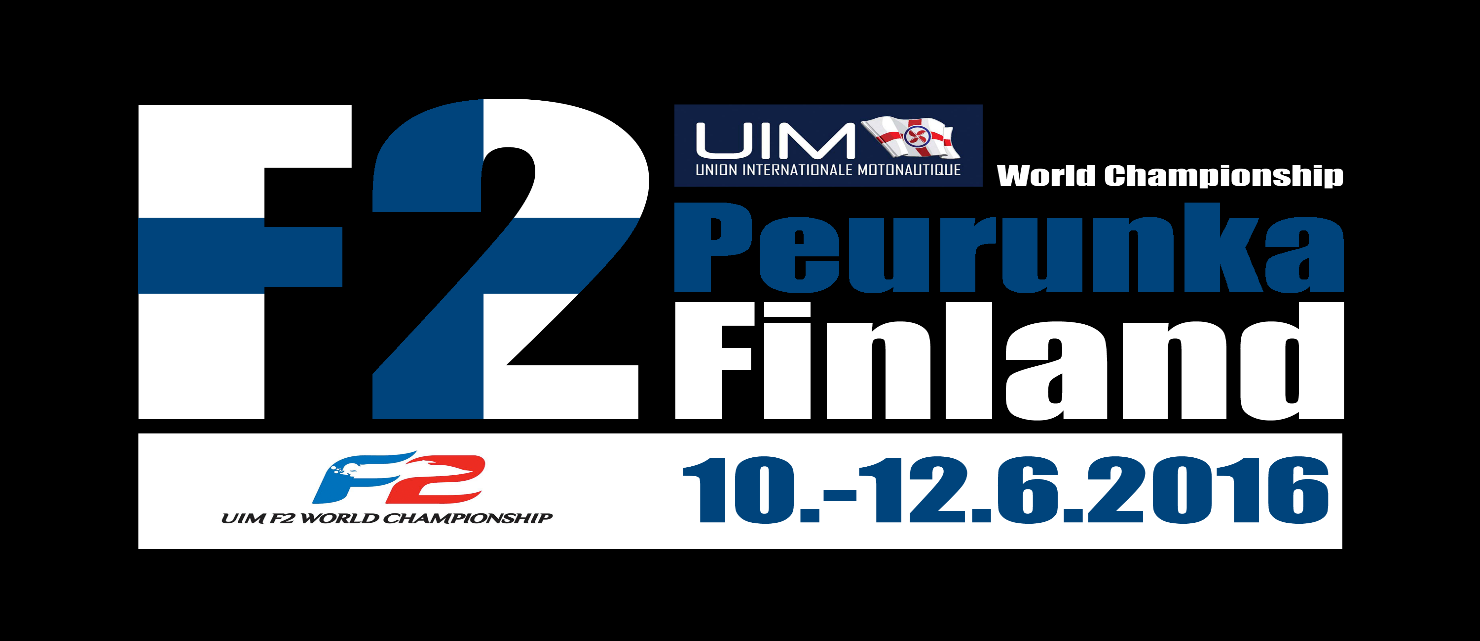 F2
UIM
UNION INTERNATIONALE MOTONAUTIQUE
World Championship
Peurunka
Finland
F2
UIM F2 WORLD CHAMPIONSHIP
10.-12.6.2016